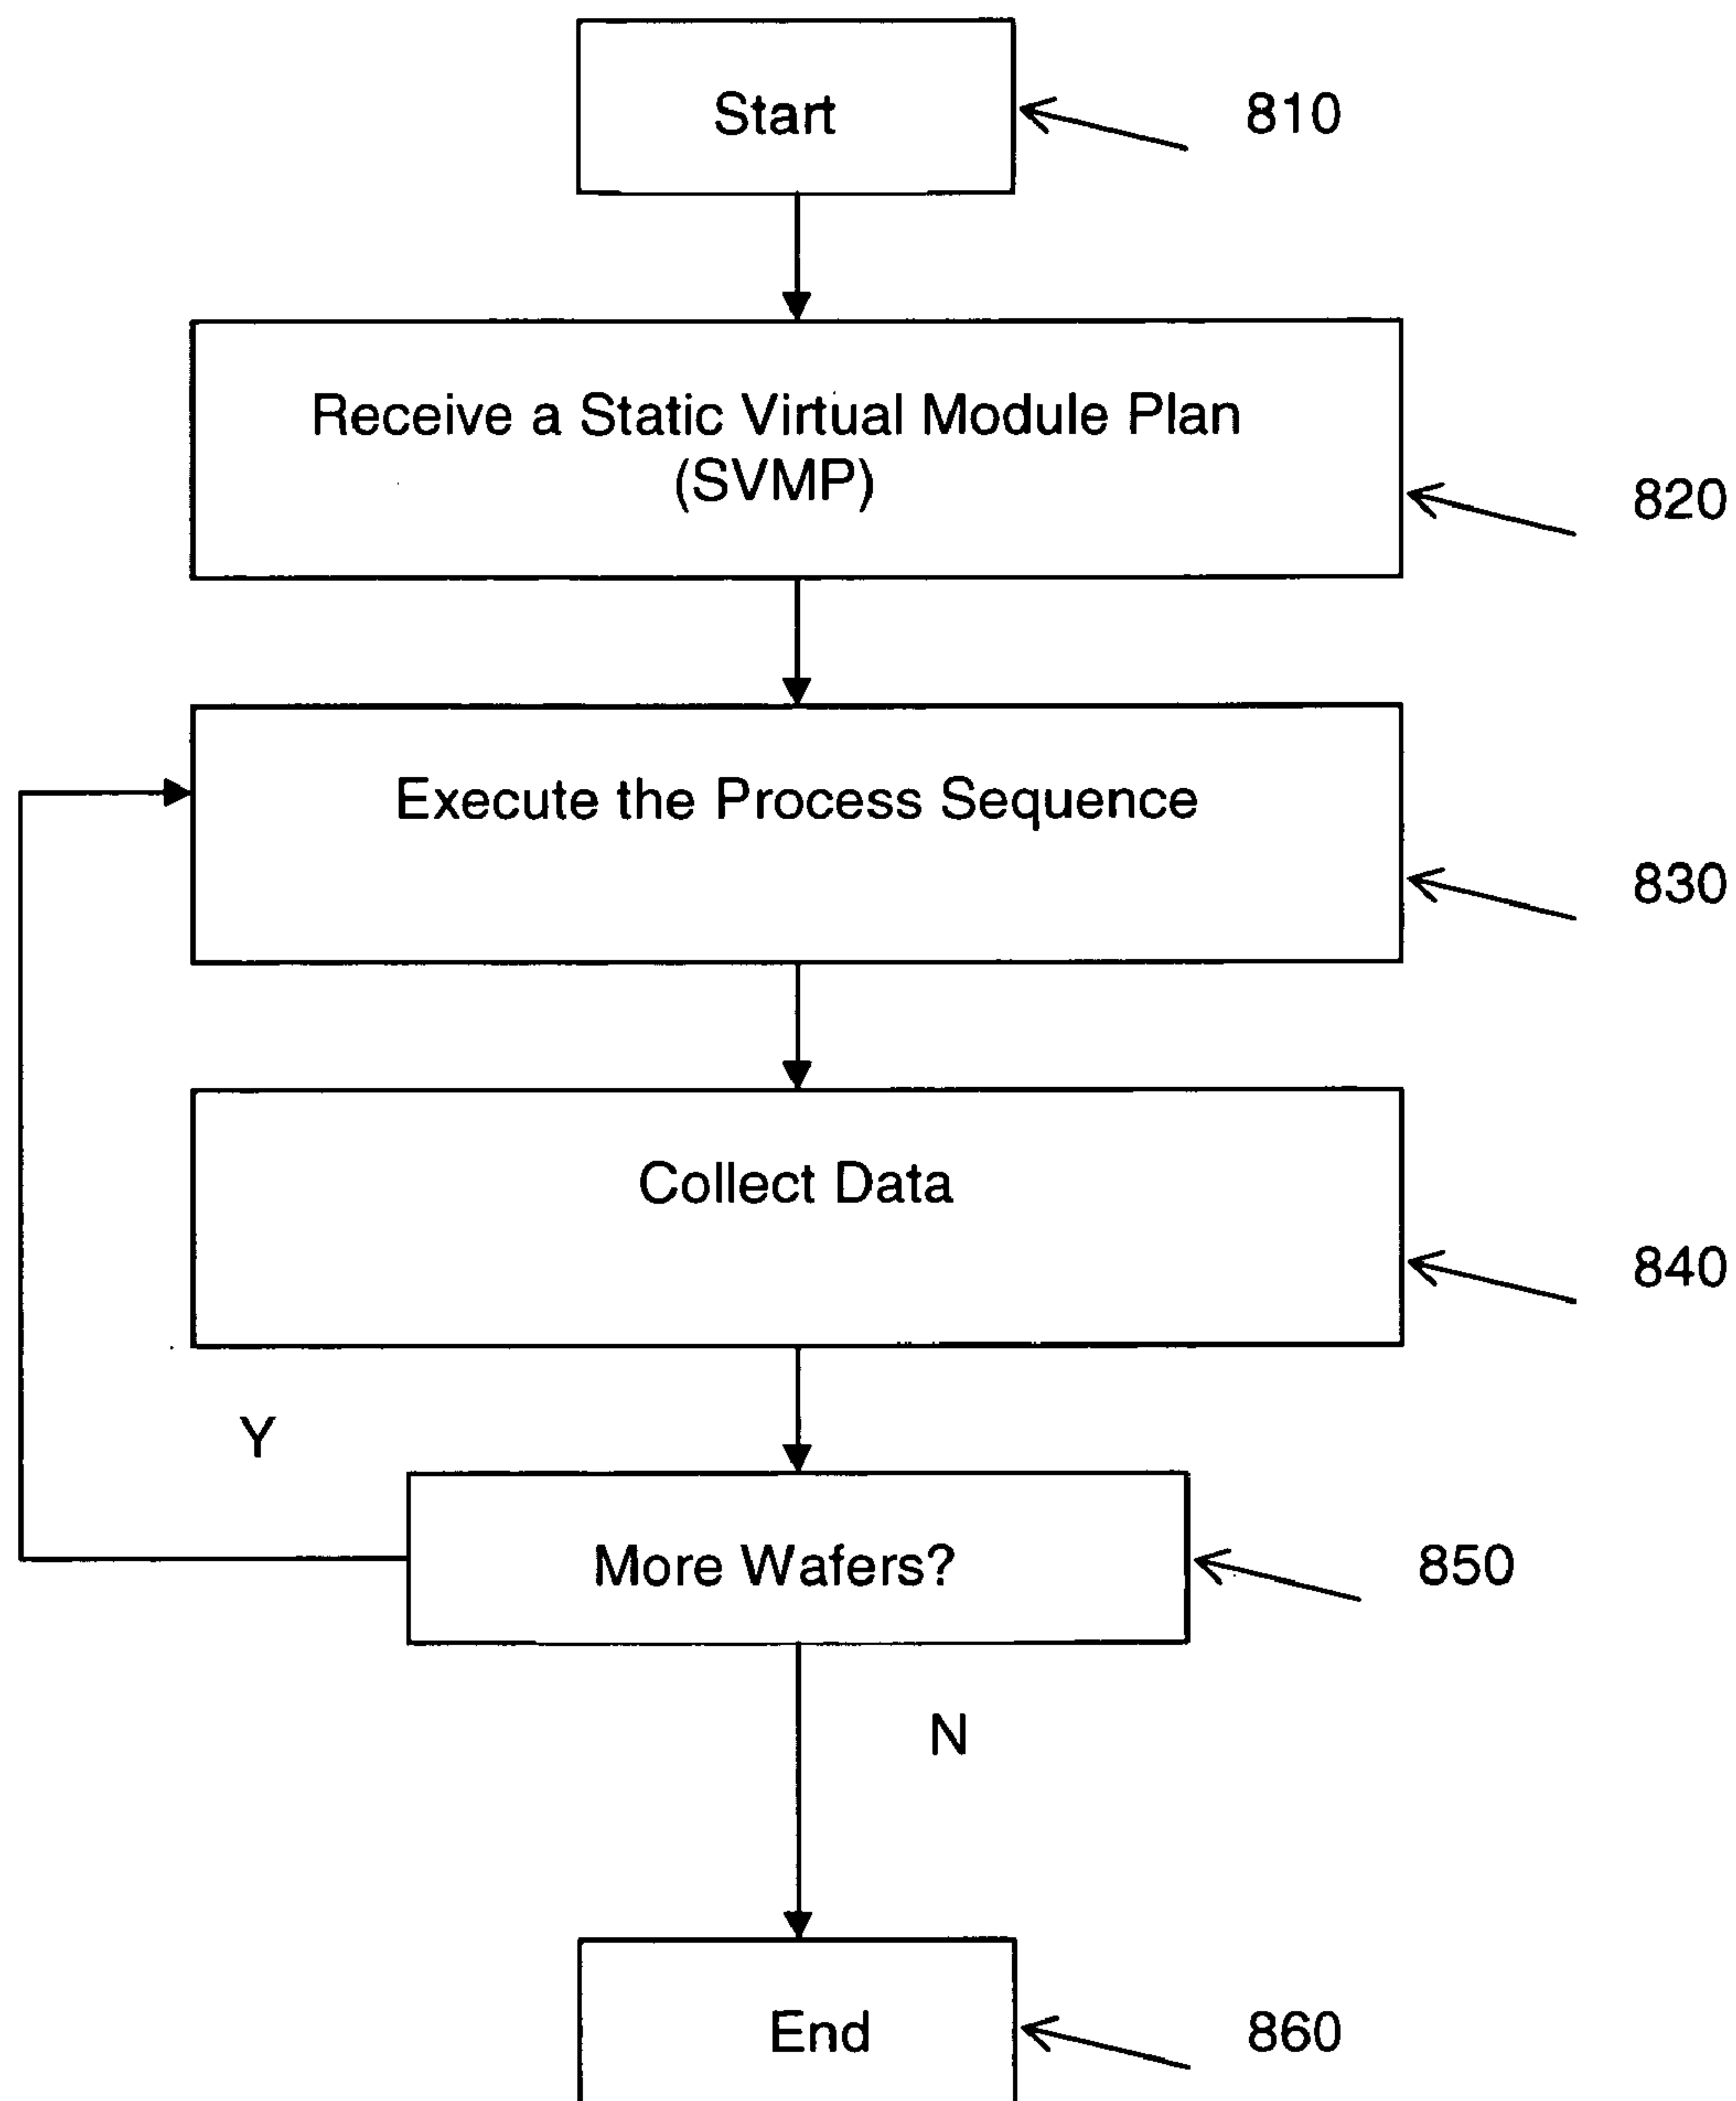 Start
810
Receive a Static Virtual Module Plan
(SVMP)
820
Execute the Process Sequence
830
Collect Data
840
Y
More Wafers?
850
N
End
860